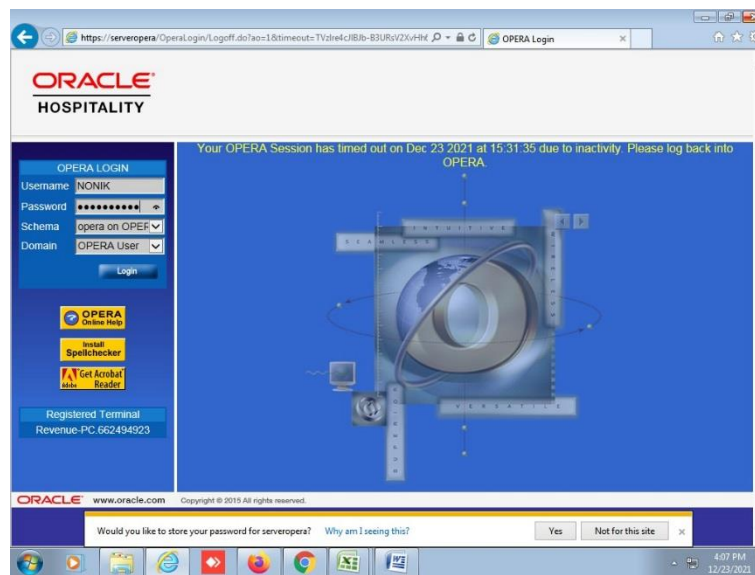 https://serveropera/OperaLogin/Logoff.do?ao=1&timeout=
OPERA Login
ORACLE
HOSPITALITY
OPERA LOGIN
Username NONIK
Password
Schema opera on OPER
Domain OPERA User
Login
OPERA
Online Help
Install
Spellchecker
Get Acrobat
Adobe Reader
Registered Terminal
Revenue-PC.662494923
Your OPERA Session has timed out on Dec 23 2021 at 15:31:35 due to inactivity. Please log back into
OPERA.
INTUITIVE
SEAMLESS
VERSATILE
ORACLE www.oracle.com Copyright © 2015 All rights reserved.
Would you like to store your password for serveropera? Why am I seeing this? Yes Not for this site
4:07 PM
12/23/2021